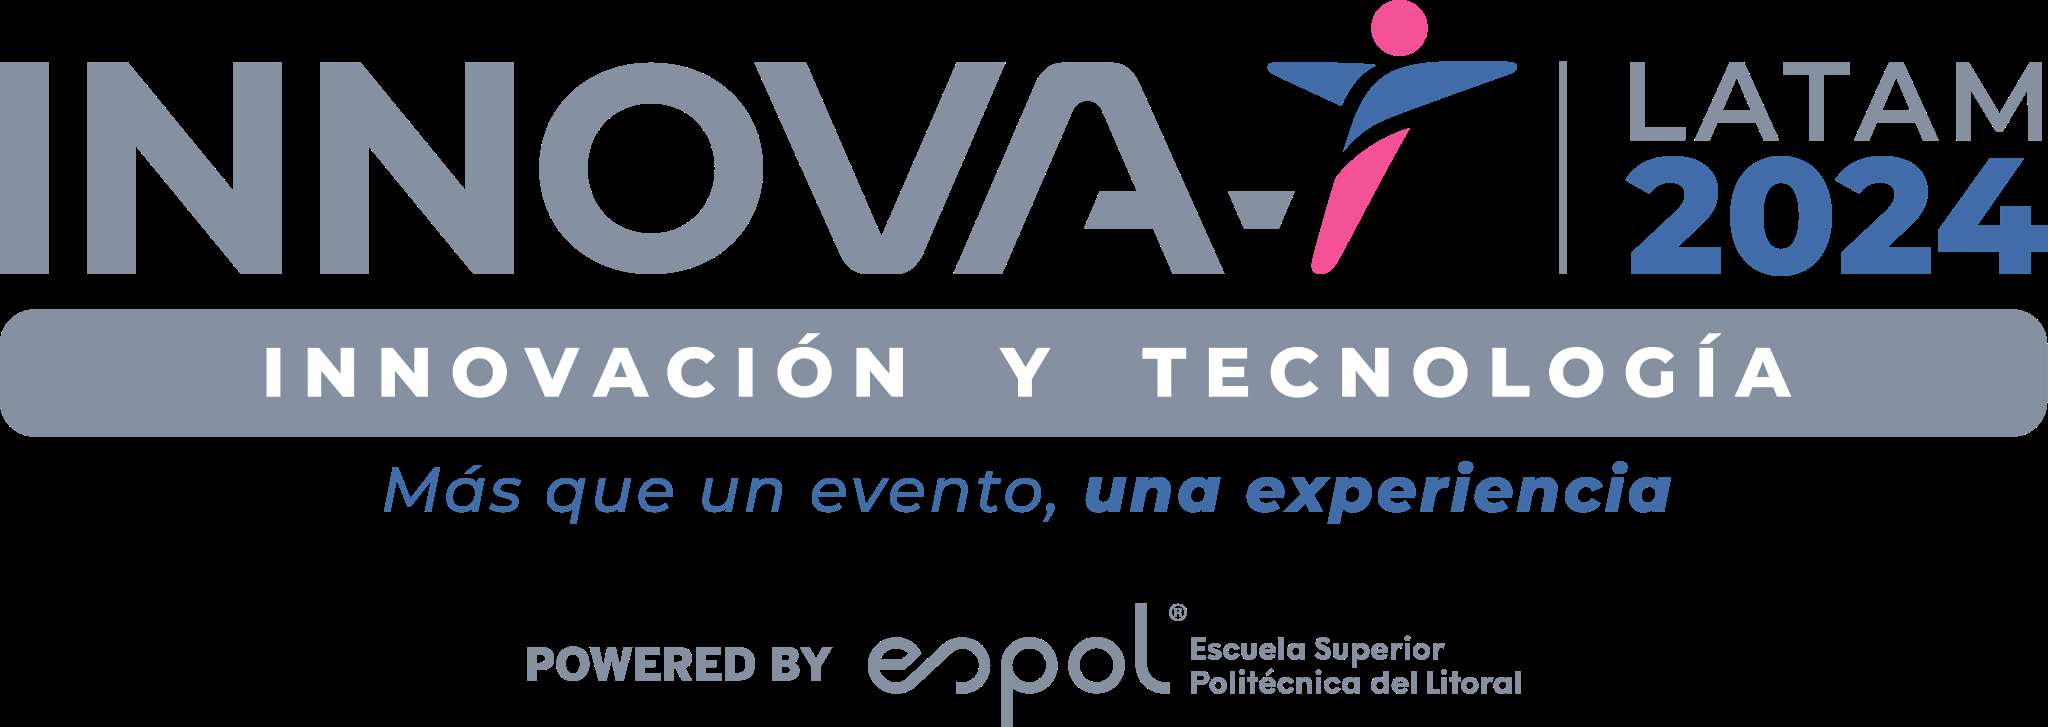 INNOVA-T
LATAM
2024
INNOVACIÓN Y TECNOLOGÍA
Más que un evento, una experiencia
POWERED BY espol®
Escuela Superior
Politécnica del Litoral